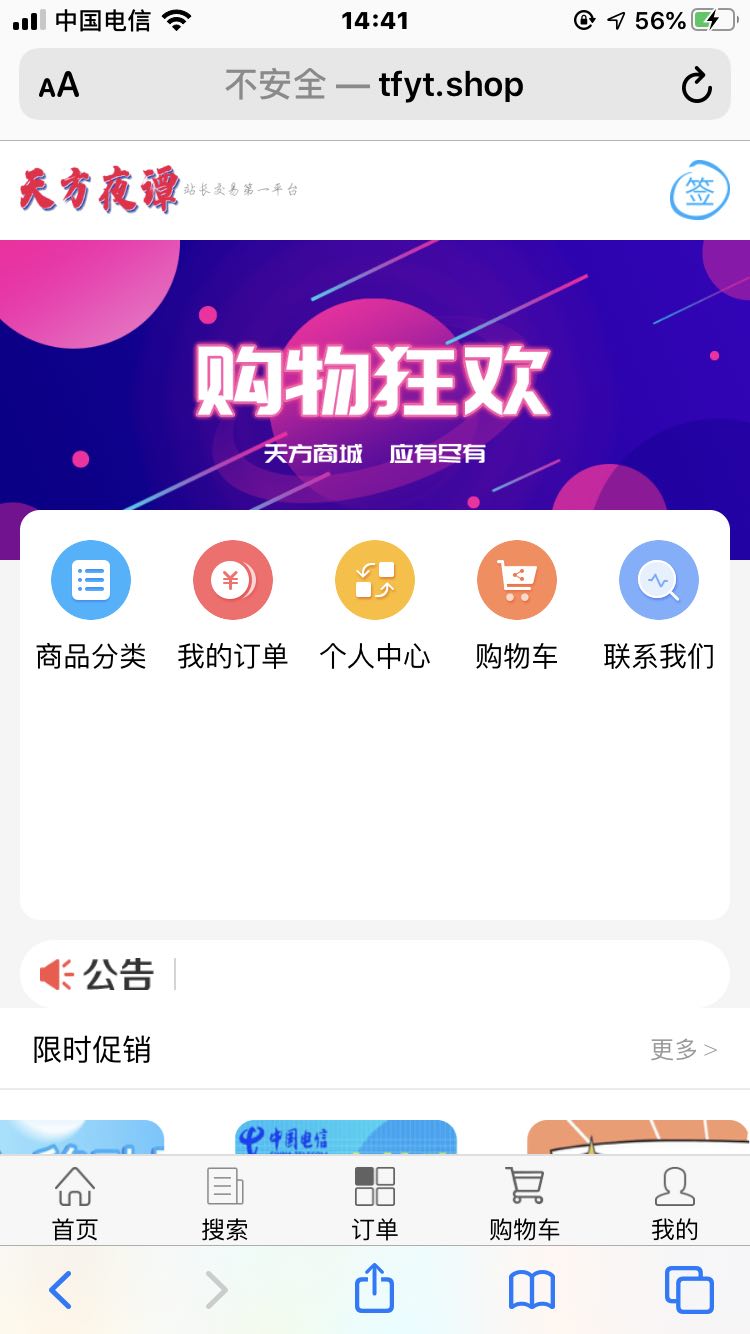 中国电信 14:41 56%
AA 不安全 — tfyt.shop
天方夜谭 站长交易第一平台 签
购物狂欢
天方商城 应有尽有
¥
商品分类 我的订单 个人中心 购物车 联系我们
公告
限时促销 更多 >
中国电信
首页 搜索 订单 购物车 我的